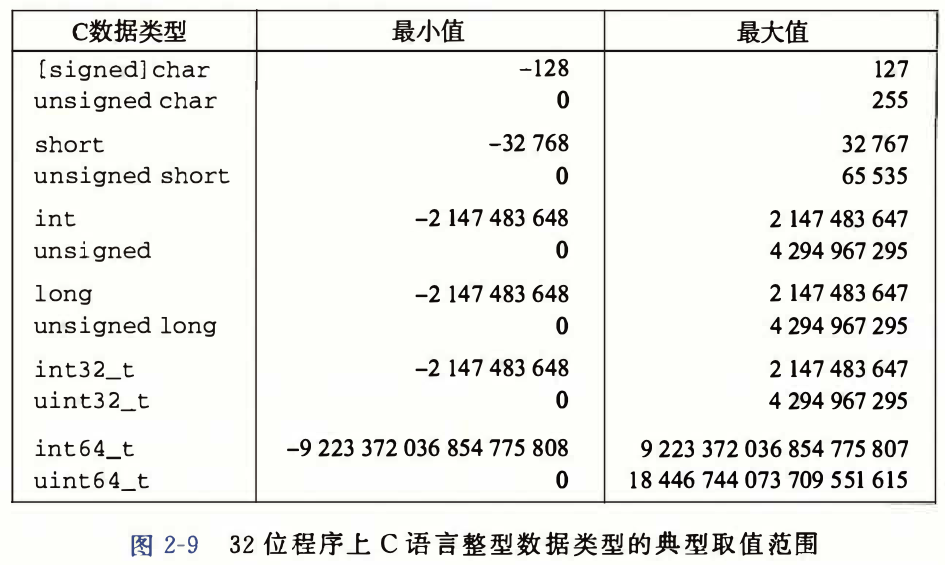 C数据类型 最小值 最大值
[signed]char -128 127
unsigned char 0 255
short -32 768 32 767
unsigned short 0 65 535
int -2 147 483 648 2 147 483 647
unsigned 0 4 294 967 295
long -2 147 483 648 2 147 483 647
unsigned long 0 4 294 967 295
int32_t -2 147 483 648 2 147 483 647
uint32_t 0 4 294 967 295
int64_t -9 223 372 036 854 775 808 9 223 372 036 854 775 807
uint64_t 0 18 446 744 073 709 551 615
图 2-9 32 位程序上 C 语言整型数据类型的典型取值范围